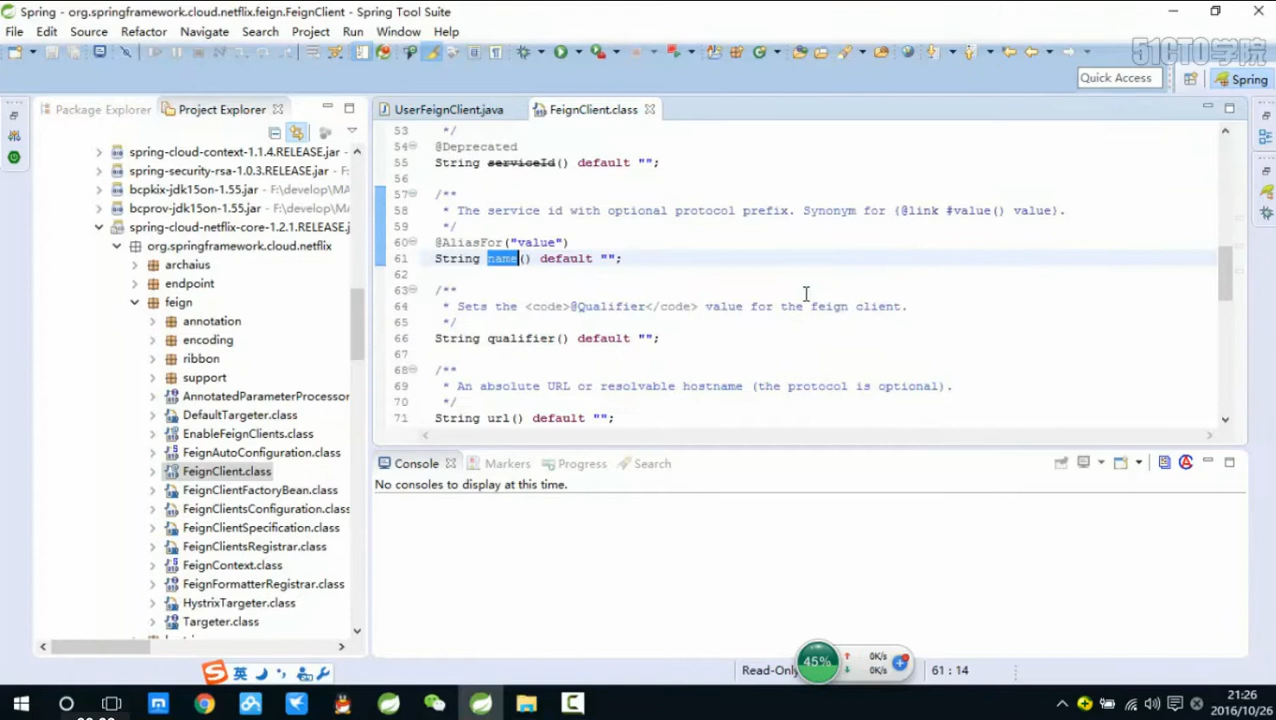 Spring - org.springframework.cloud.netflix.feign.FeignClient - Spring Tool Suite
File Edit Source Refactor Navigate Search Project Run Window Help
51CTO学院
Quick Access
Spring
Package Explorer
Project Explorer
spring-cloud-context-1.1.4.RELEASE.jar
spring-security-rsa-1.0.3.RELEASE.jar
bcpkix-jdk15on-1.55.jar - F:\develop\MA
bcprov-jdk15on-1.55.jar - F:\develop\MA
spring-cloud-netflix-core-1.2.1.RELEASE.j
org.springframework.cloud.netflix
archaius
endpoint
feign
annotation
encoding
ribbon
support
AnnotatedParameterProcessor
DefaultTargeter.class
EnableFeignClients.class
FeignAutoConfiguration.class
FeignClient.class
FeignClientFactoryBean.class
FeignClientsConfiguration.class
FeignClientSpecification.class
FeignClientsRegistrar.class
FeignContext.class
FeignFormatterRegistrar.class
HystrixTargeter.class
Targeter.class
UserFeignClient.java
FeignClient.class
53 */
54 @Deprecated
55 String serviceId() default "";
56
57 /**
58 * The service id with optional protocol prefix. Synonym for {@link #value() value}.
59 */
60 @AliasFor("value")
61 String name() default "";
62
63 /**
64 * Sets the <code>@Qualifier</code> value for the feign client.
65 */
66 String qualifier() default "";
67
68 /**
69 * An absolute URL or resolvable hostname (the protocol is optional).
70 */
71 String url() default "";
Console
Markers
Progress
Search
No consoles to display at this time.
英
Read-Only
45%
0K/s
0K/s
61 : 14
21:26
2016/10/26